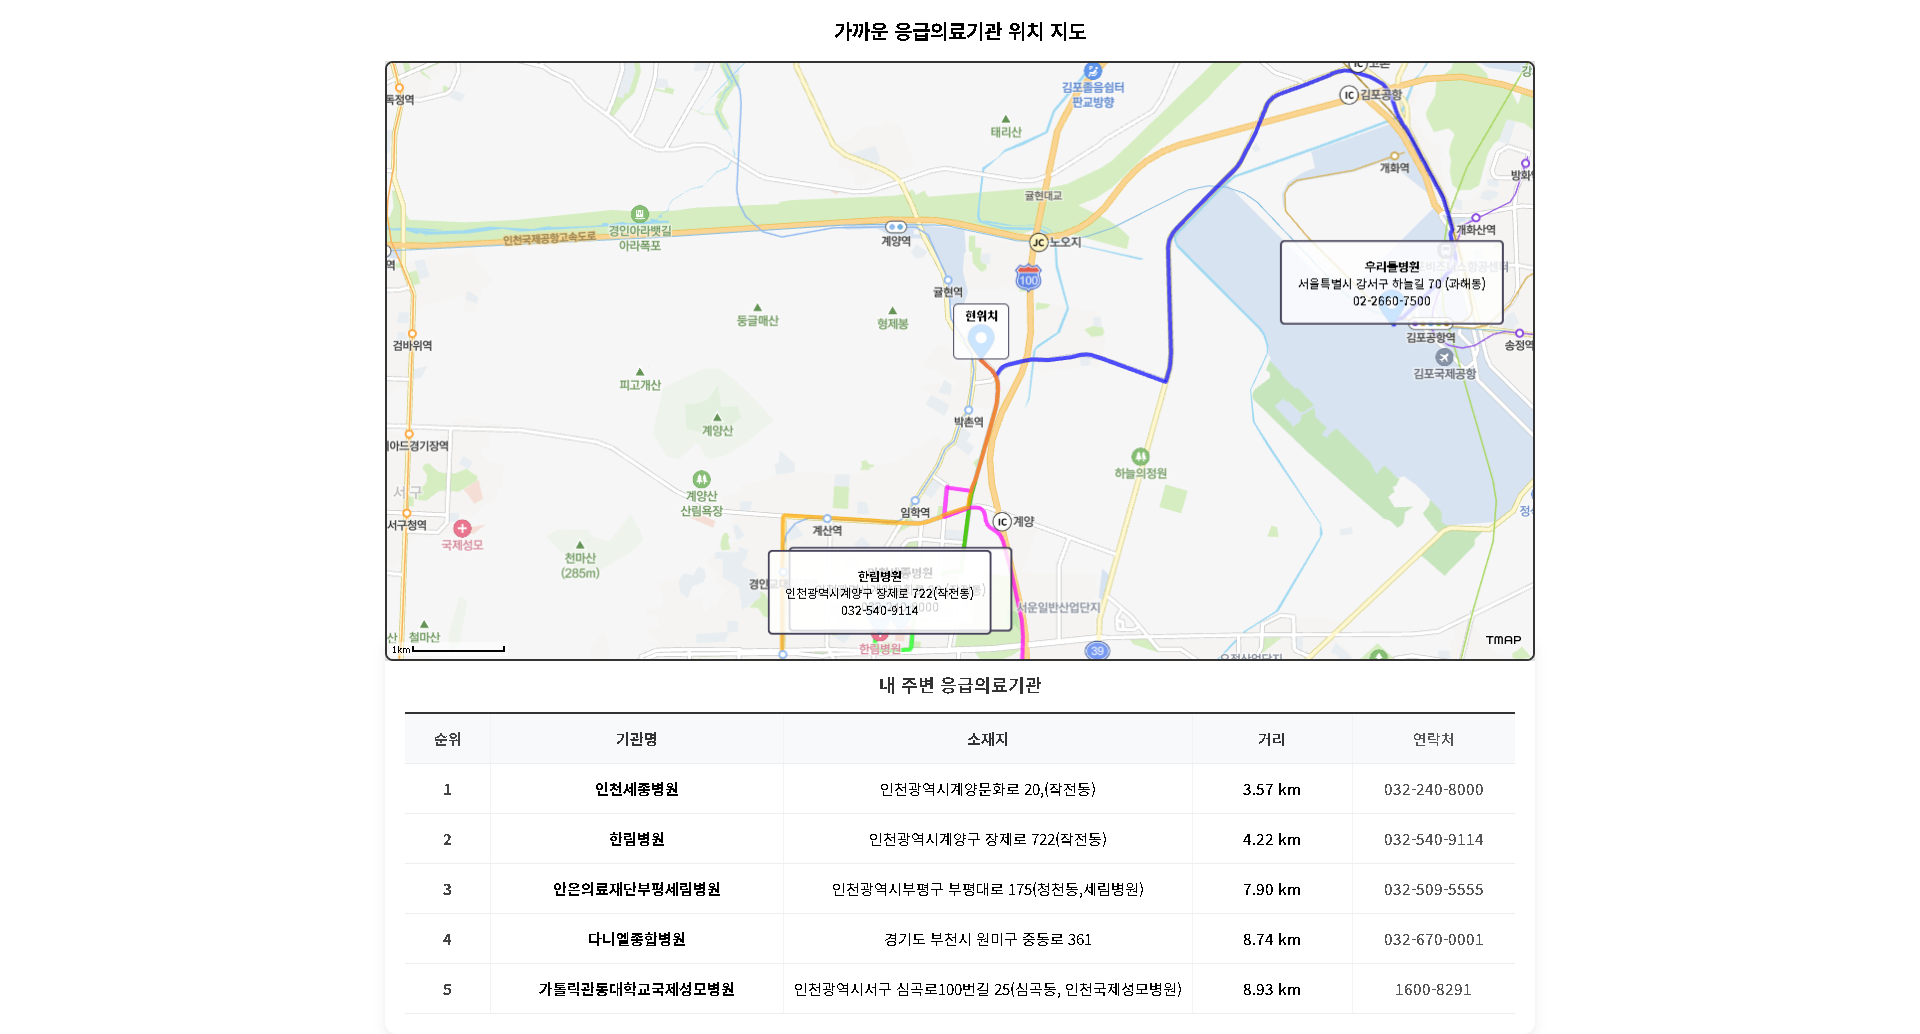 가까운 응급의료기관 위치 지도
독정역
김포졸음쉼터
판교방향
IC 고촌
IC 김포공항
강
태리산
개화역
방화
귤현대교
경인아라뱃길
아라폭포
인천국제공항고속도로
계양역
JC 노오지
개화산역
역
100
귤현역
둥글매산
형제봉
현위치
우리들병원
서울특별시 강서구 하늘길 70 (과해동)
02-2660-7500
김포공항역
송정역
김포국제공항
검바위역
피고개산
계양산
박촌역
아드경기장역
하늘의정원
계양산
산림욕장
서구
서구청역
임학역
계산역
IC 계양
국제성모
천마산
(285m)
경인교대
한림병원
인천광역시계양구 장제로 722(작전동)
032-540-9114
서운일반산업단지
산
철마산
한림병원
39
오정산업단지
1km
TMAP
내 주변 응급의료기관
순위 기관명 소재지 거리 연락처
1 인천세종병원 인천광역시계양문화로 20,(작전동) 3.57 km 032-240-8000
2 한림병원 인천광역시계양구 장제로 722(작전동) 4.22 km 032-540-9114
3 안은의료재단부평세림병원 인천광역시부평구 부평대로 175(청천동,세림병원) 7.90 km 032-509-5555
4 다니엘종합병원 경기도 부천시 원미구 중동로 361 8.74 km 032-670-0001
5 가톨릭관동대학교국제성모병원 인천광역시서구 심곡로100번길 25(심곡동, 인천국제성모병원) 8.93 km 1600-8291